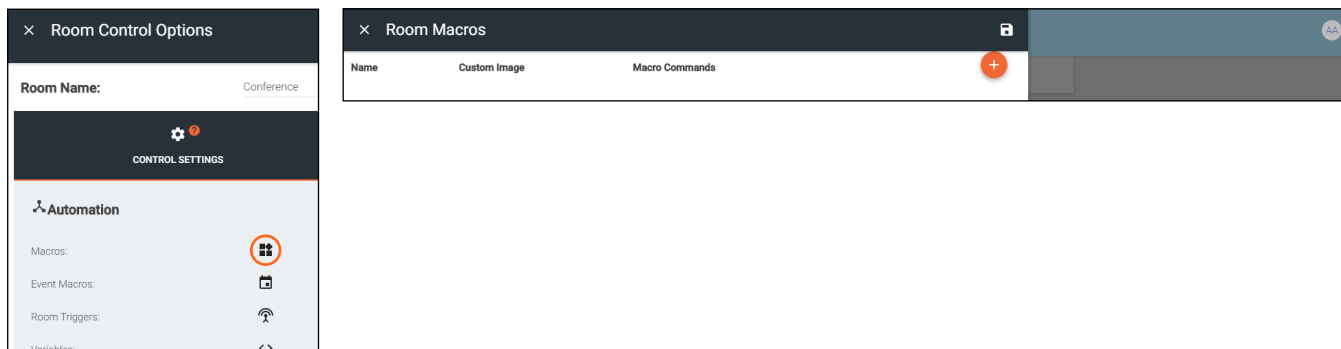 Room Control Options
Room Name:
Conference
?
CONTROL SETTINGS
Automation
Macros:
Event Macros:
Room Triggers:
Variables:
Room Macros
AA
Name Custom Image Macro Commands